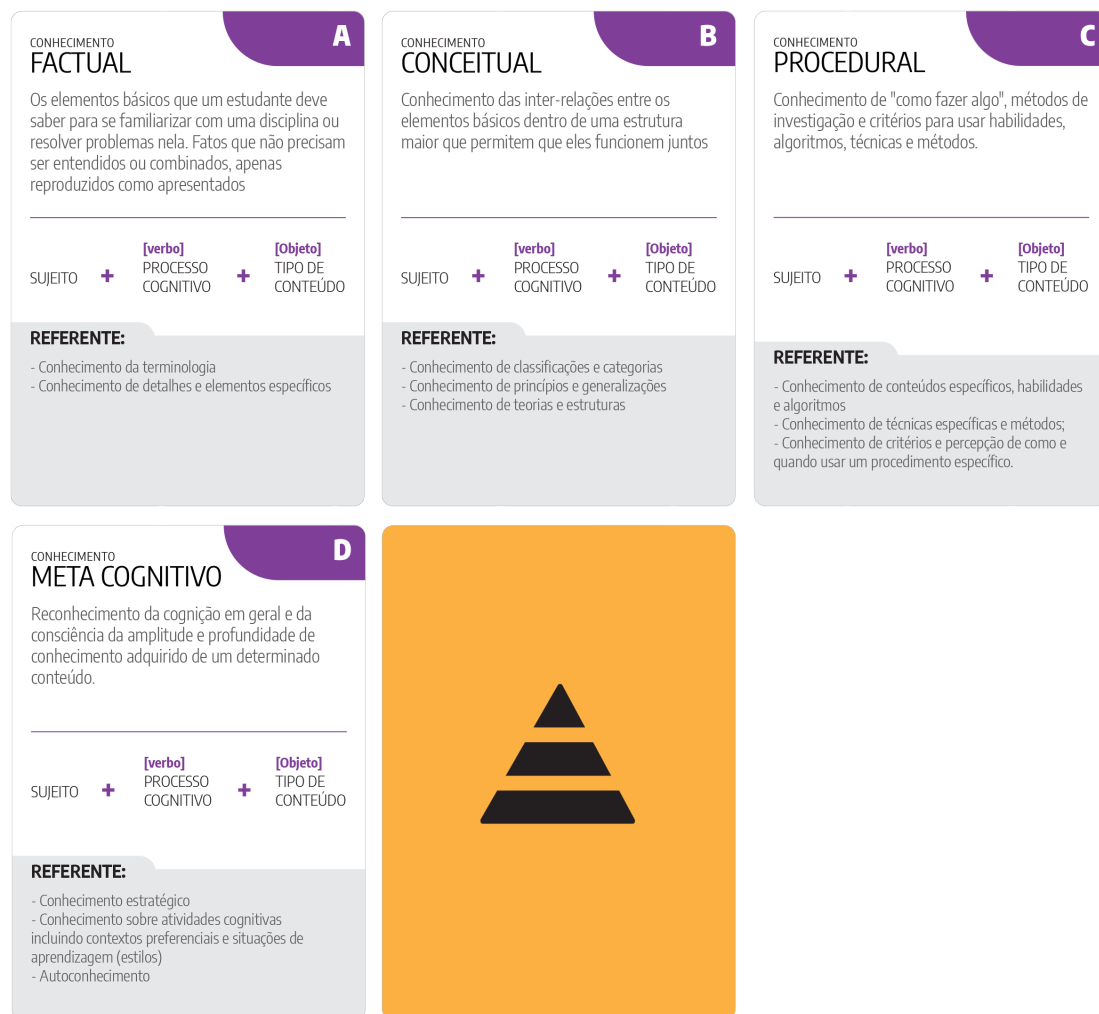 A
CONHECIMENTO
FACTUAL
Os elementos básicos que um estudante deve
saber para se familiarizar com uma disciplina ou
resolver problemas nela. Fatos que não precisam
ser entendidos ou combinados, apenas
reproduzidos como apresentados
SUJEITO + [verbo] PROCESSO COGNITIVO + [Objeto] TIPO DE CONTEÚDO
REFERENTE:
- Conhecimento da terminologia
- Conhecimento de detalhes e elementos específicos
B
CONHECIMENTO
CONCEITUAL
Conhecimento das inter-relações entre os
elementos básicos dentro de uma estrutura
maior que permitem que eles funcionem juntos
SUJEITO + [verbo] PROCESSO COGNITIVO + [Objeto] TIPO DE CONTEÚDO
REFERENTE:
- Conhecimento de classificações e categorias
- Conhecimento de princípios e generalizações
- Conhecimento de teorias e estruturas
C
CONHECIMENTO
PROCEDURAL
Conhecimento de "como fazer algo", métodos de
investigação e critérios para usar habilidades,
algoritmos, técnicas e métodos.
SUJEITO + [verbo] PROCESSO COGNITIVO + [Objeto] TIPO DE CONTEÚDO
REFERENTE:
- Conhecimento de conteúdos específicos, habilidades
e algoritmos
- Conhecimento de técnicas específicas e métodos;
- Conhecimento de critérios e percepção de como e
quando usar um procedimento específico.
D
CONHECIMENTO
META COGNITIVO
Reconhecimento da cognição em geral e da
consciência da amplitude e profundidade de
conhecimento adquirido de um determinado
conteúdo.
SUJEITO + [verbo] PROCESSO COGNITIVO + [Objeto] TIPO DE CONTEÚDO
REFERENTE:
- Conhecimento estratégico
- Conhecimento sobre atividades cognitivas
incluindo contextos preferenciais e situações de
aprendizagem (estilos)
- Autoconhecimento